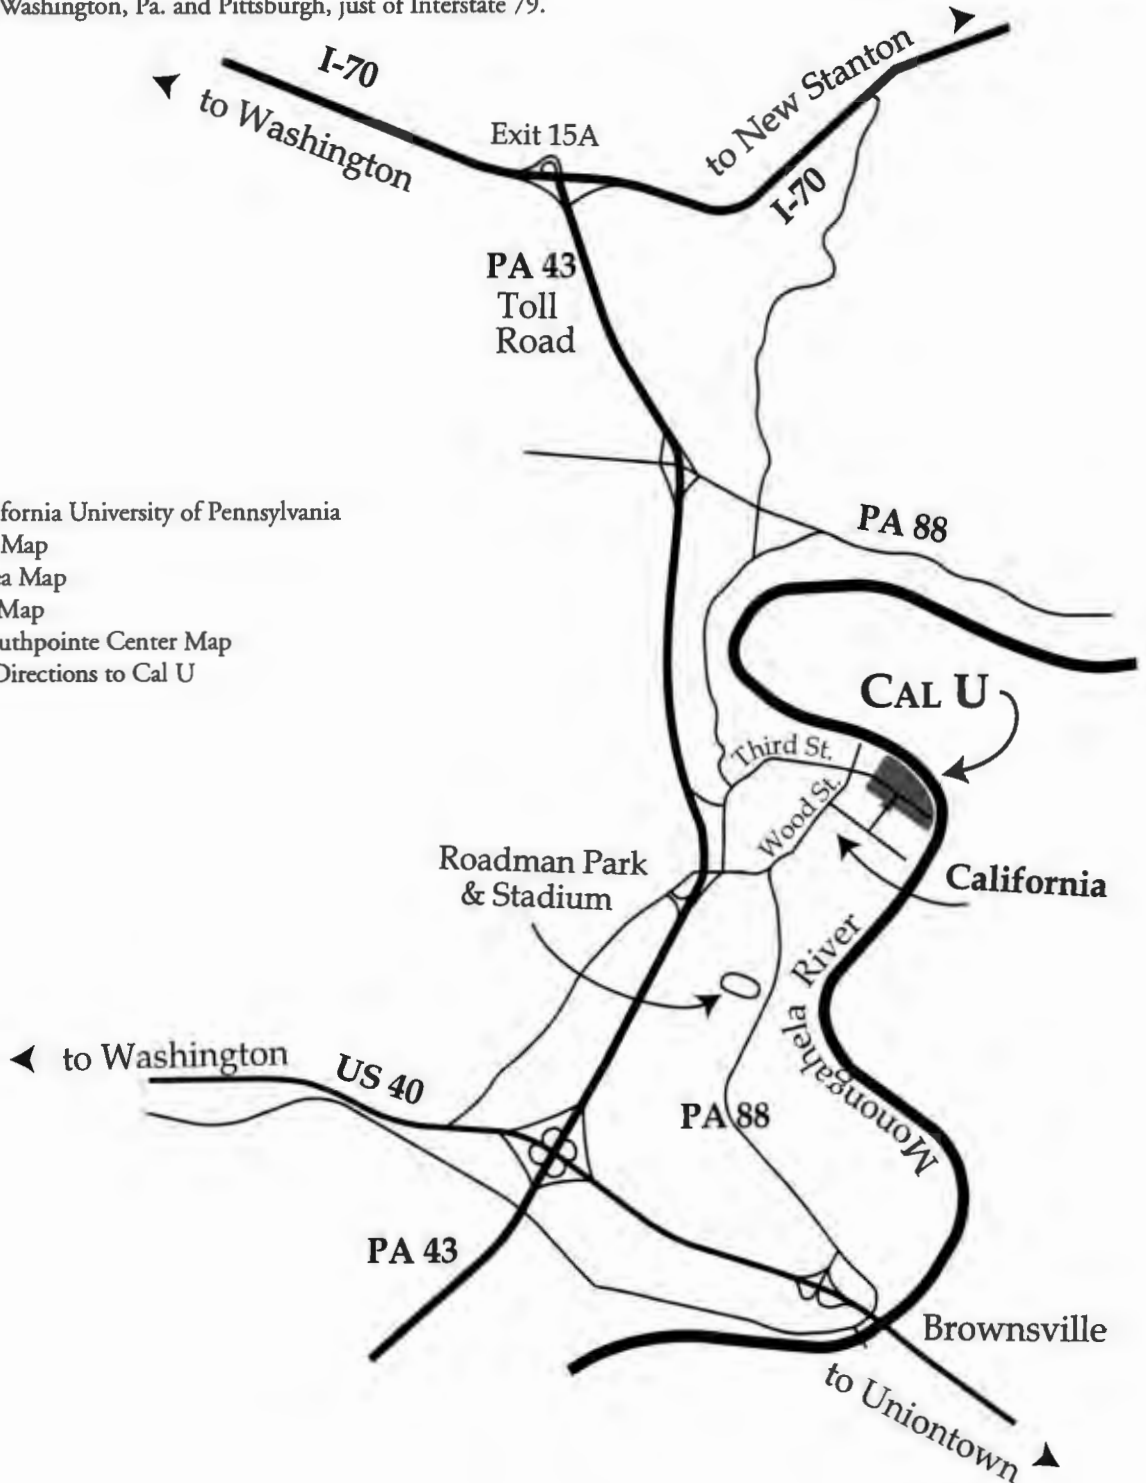 Washington, Pa. and Pittsburgh, just of Interstate 79.
I-70
to Washington
Exit 15A
to New Stanton
I-70
PA 43
Toll
Road
fornia University of Pennsylvania
Map
a Map
Map
uthpointe Center Map
Directions to Cal U
PA 88
CAL U
Third St.
Wood St.
Roadman Park
& Stadium
California
Monongahela River
to Washington
US 40
PA 88
PA 43
Brownsville
to Uniontown